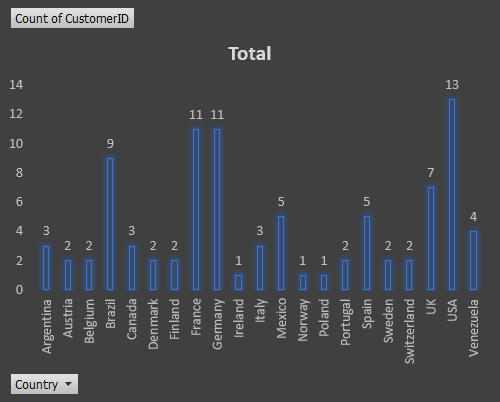 Count of CustomerID
Total
14
12
10
8
6
4
2
0
3
2
2
9
3
2
2
11
11
1
3
5
1
1
2
5
2
2
7
13
4
Argentina
Austria
Belgium
Brazil
Canada
Denmark
Finland
France
Germany
Ireland
Italy
Mexico
Norway
Poland
Portugal
Spain
Sweden
Switzerland
UK
USA
Venezuela
Country